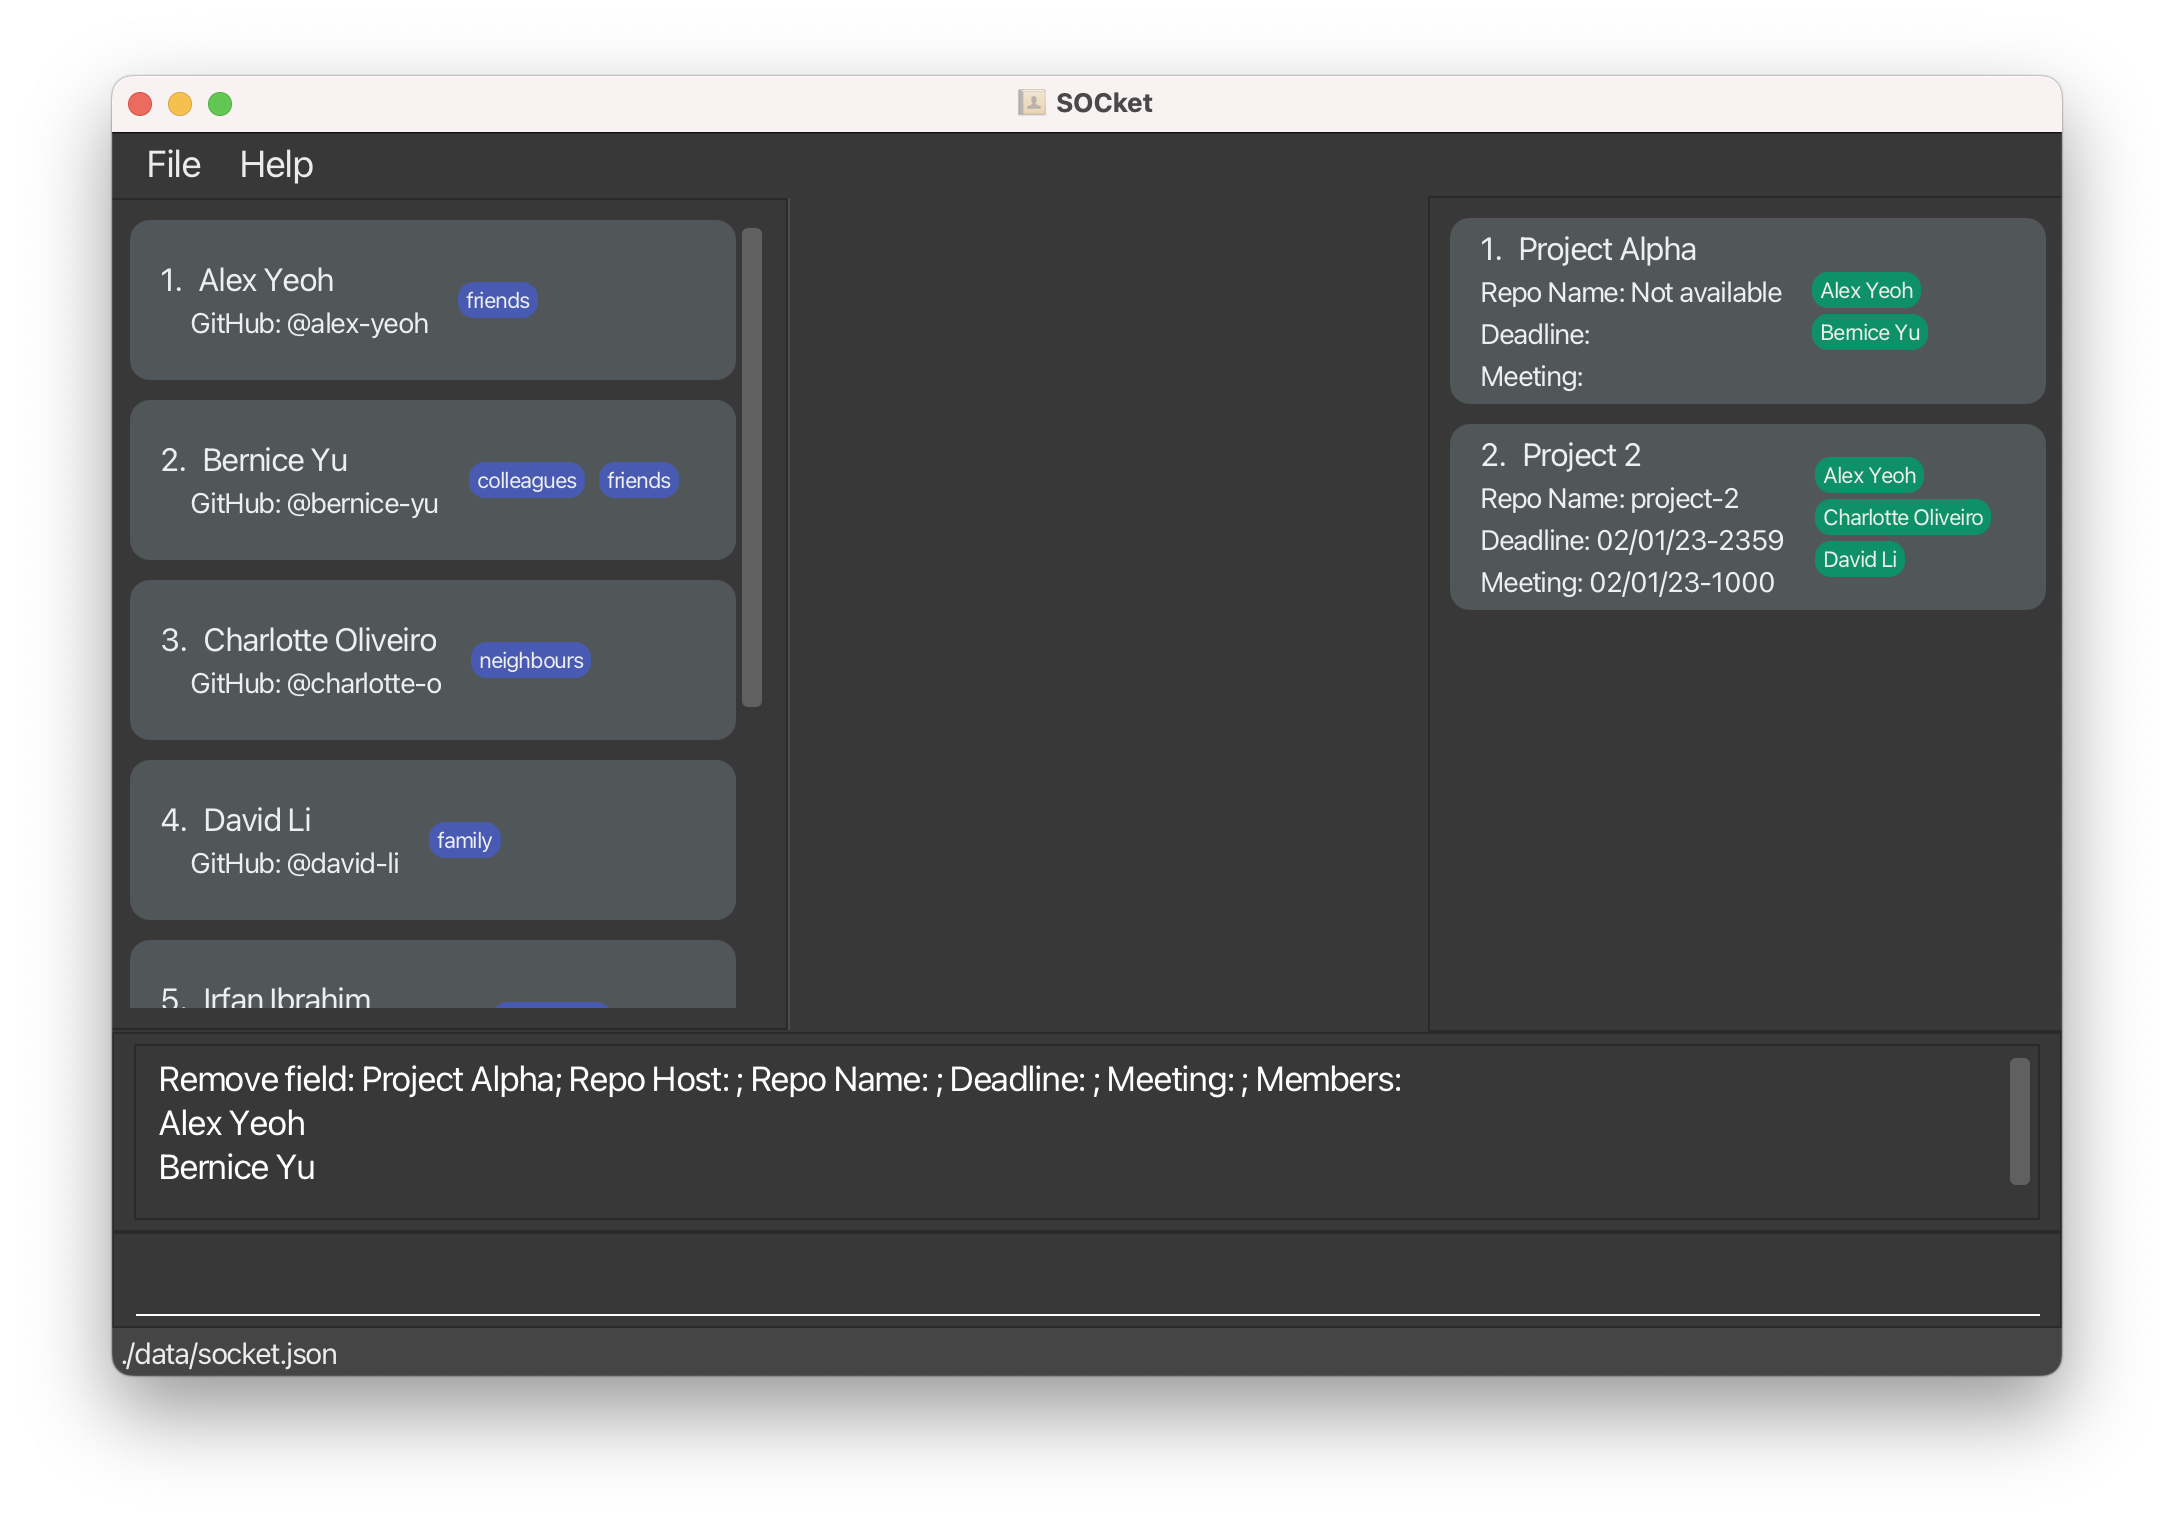 SOCket
File Help
1. Alex Yeoh
GitHub: @alex-yeoh
friends
2. Bernice Yu
GitHub: @bernice-yu
colleagues friends
3. Charlotte Oliveiro
GitHub: @charlotte-o
neighbours
4. David Li
GitHub: @david-li
family
5. Irfan Ibrahim
1. Project Alpha
Repo Name: Not available
Deadline:
Meeting:
Alex Yeoh
Bernice Yu
2. Project 2
Repo Name: project-2
Deadline: 02/01/23-2359
Meeting: 02/01/23-1000
Alex Yeoh
Charlotte Oliveiro
David Li
Remove field: Project Alpha; Repo Host: ; Repo Name: ; Deadline: ; Meeting: ; Members:
Alex Yeoh
Bernice Yu
./data/socket.json